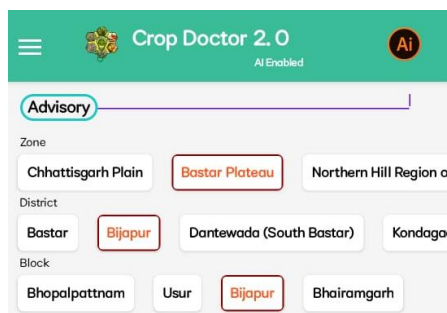 Crop Doctor 2.0
Ai
AI Enabled
Advisory
Zone
Chhattisgarh Plain Bastar Plateau Northern Hill Region o
District
Bastar Bijapur Dantewada (South Bastar) Kondaga
Block
Bhopalpattnam Usur Bijapur Bhairamgarh